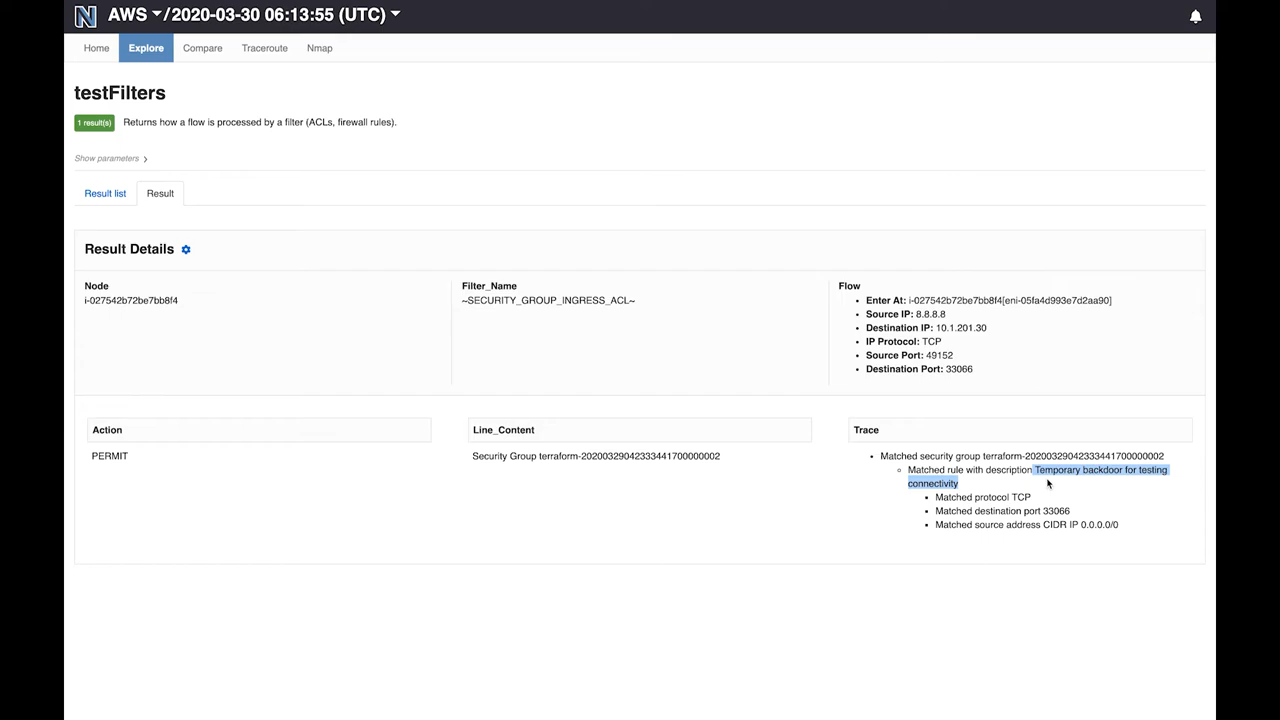 N AWS /2020-03-30 06:13:55 (UTC)
Home Explore Compare Traceroute Nmap
testFilters
1 result(s) Returns how a flow is processed by a filter (ACLs, firewall rules).
Show parameters
Result list Result
Result Details
Node
i-027542b72be7bb8f4
Filter_Name
~SECURITY_GROUP_INGRESS_ACL~
Flow
• Enter At: i-027542b72be7bb8f4[eni-05fa4d993e7d2aa90]
• Source IP: 8.8.8.8
• Destination IP: 10.1.201.30
• IP Protocol: TCP
• Source Port: 49152
• Destination Port: 33066
Action
PERMIT
Line_Content
Security Group terraform-20200329042333441700000002
Trace
• Matched security group terraform-20200329042333441700000002
◦ Matched rule with description Temporary backdoor for testing
connectivity
▪ Matched protocol TCP
▪ Matched destination port 33066
▪ Matched source address CIDR IP 0.0.0.0/0